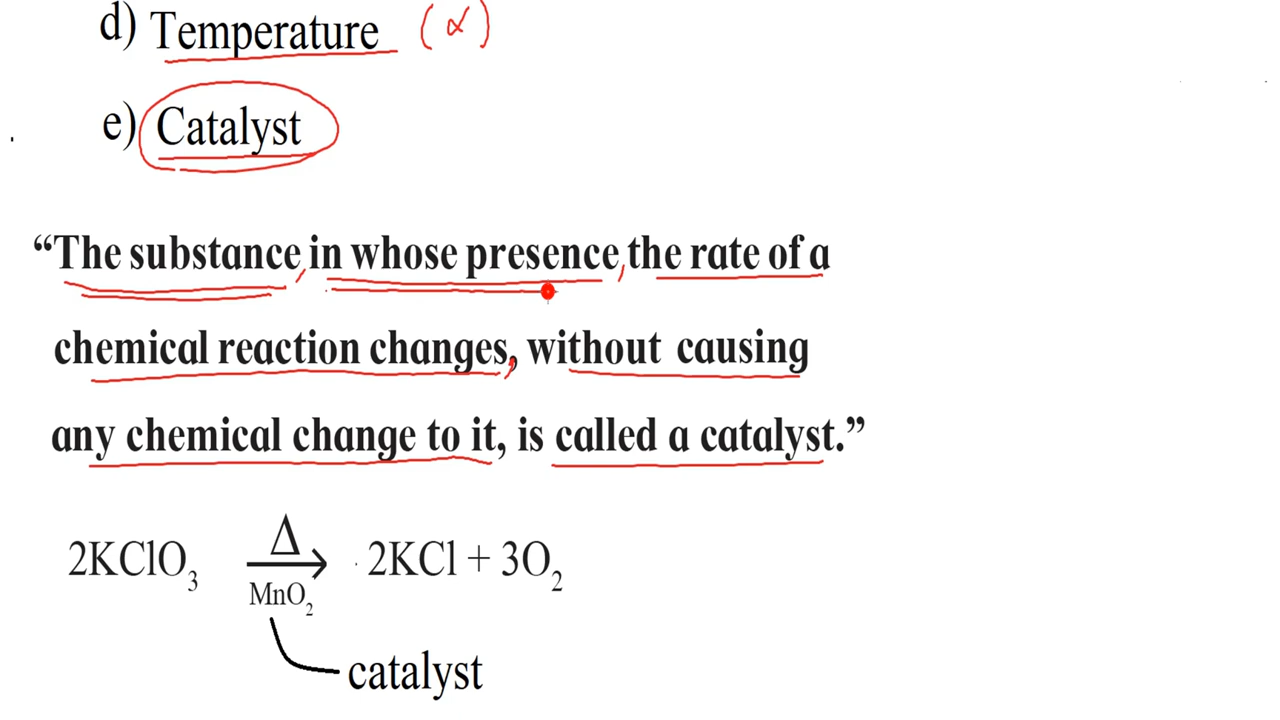 d) Temperature (α)
e) Catalyst
“The substance, in whose presence, the rate of a
chemical reaction changes, without causing
any chemical change to it, is called a catalyst.”
2KClO₃ Δ → 2KCl + 3O₂
MnO₂
catalyst